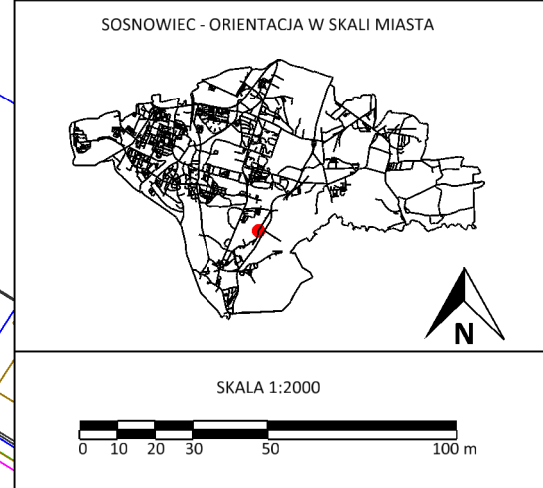 SOSNOWIEC - ORIENTACJA W SKALI MIASTA
N
SKALA 1:2000
0 10 20 30 50 100 m